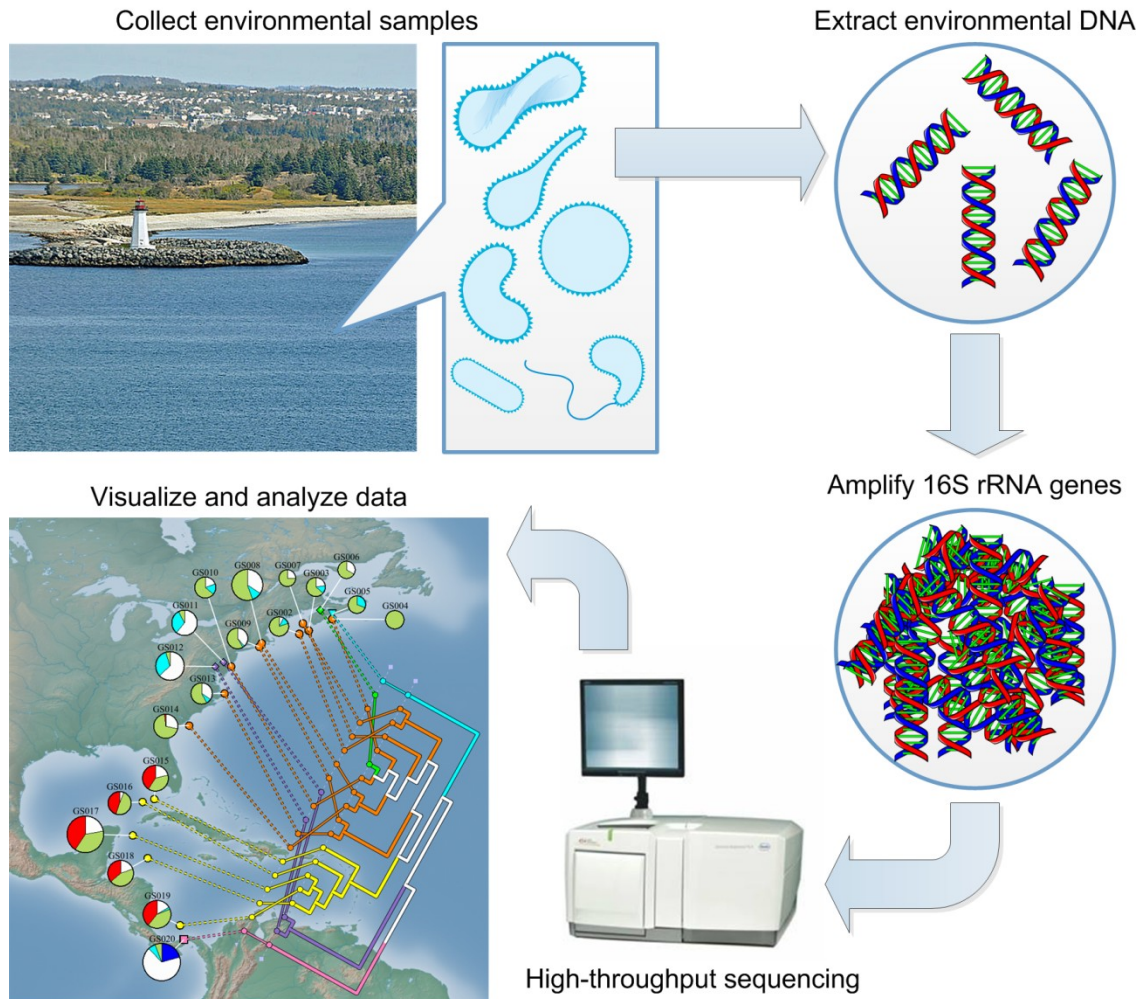 Collect environmental samples
Extract environmental DNA
Amplify 16S rRNA genes
Visualize and analyze data
GS006
GS007
GS003
GS008
GS010
GS005
GS004
GS011
GS002
GS009
GS012
GS013
GS014
GS015
GS016
GS017
GS018
GS019
GS020
High-throughput sequencing